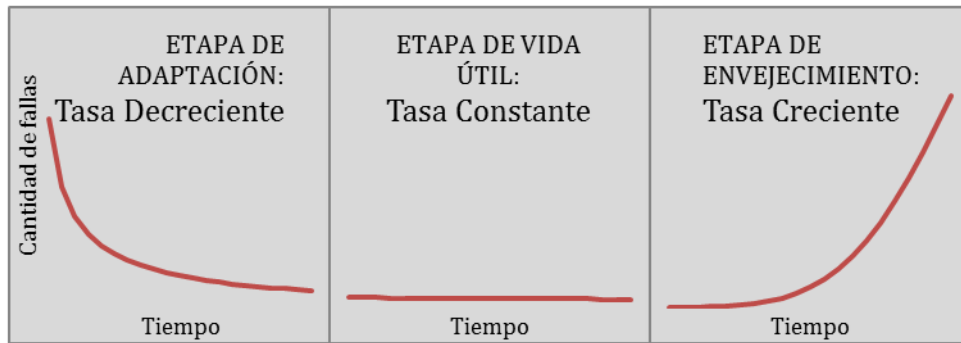 Cantidad de fallas
ETAPA DE
ADAPTACIÓN:
Tasa Decreciente
Tiempo
ETAPA DE VIDA
ÚTIL:
Tasa Constante
Tiempo
ETAPA DE
ENVEJECIMIENTO:
Tasa Creciente
Tiempo